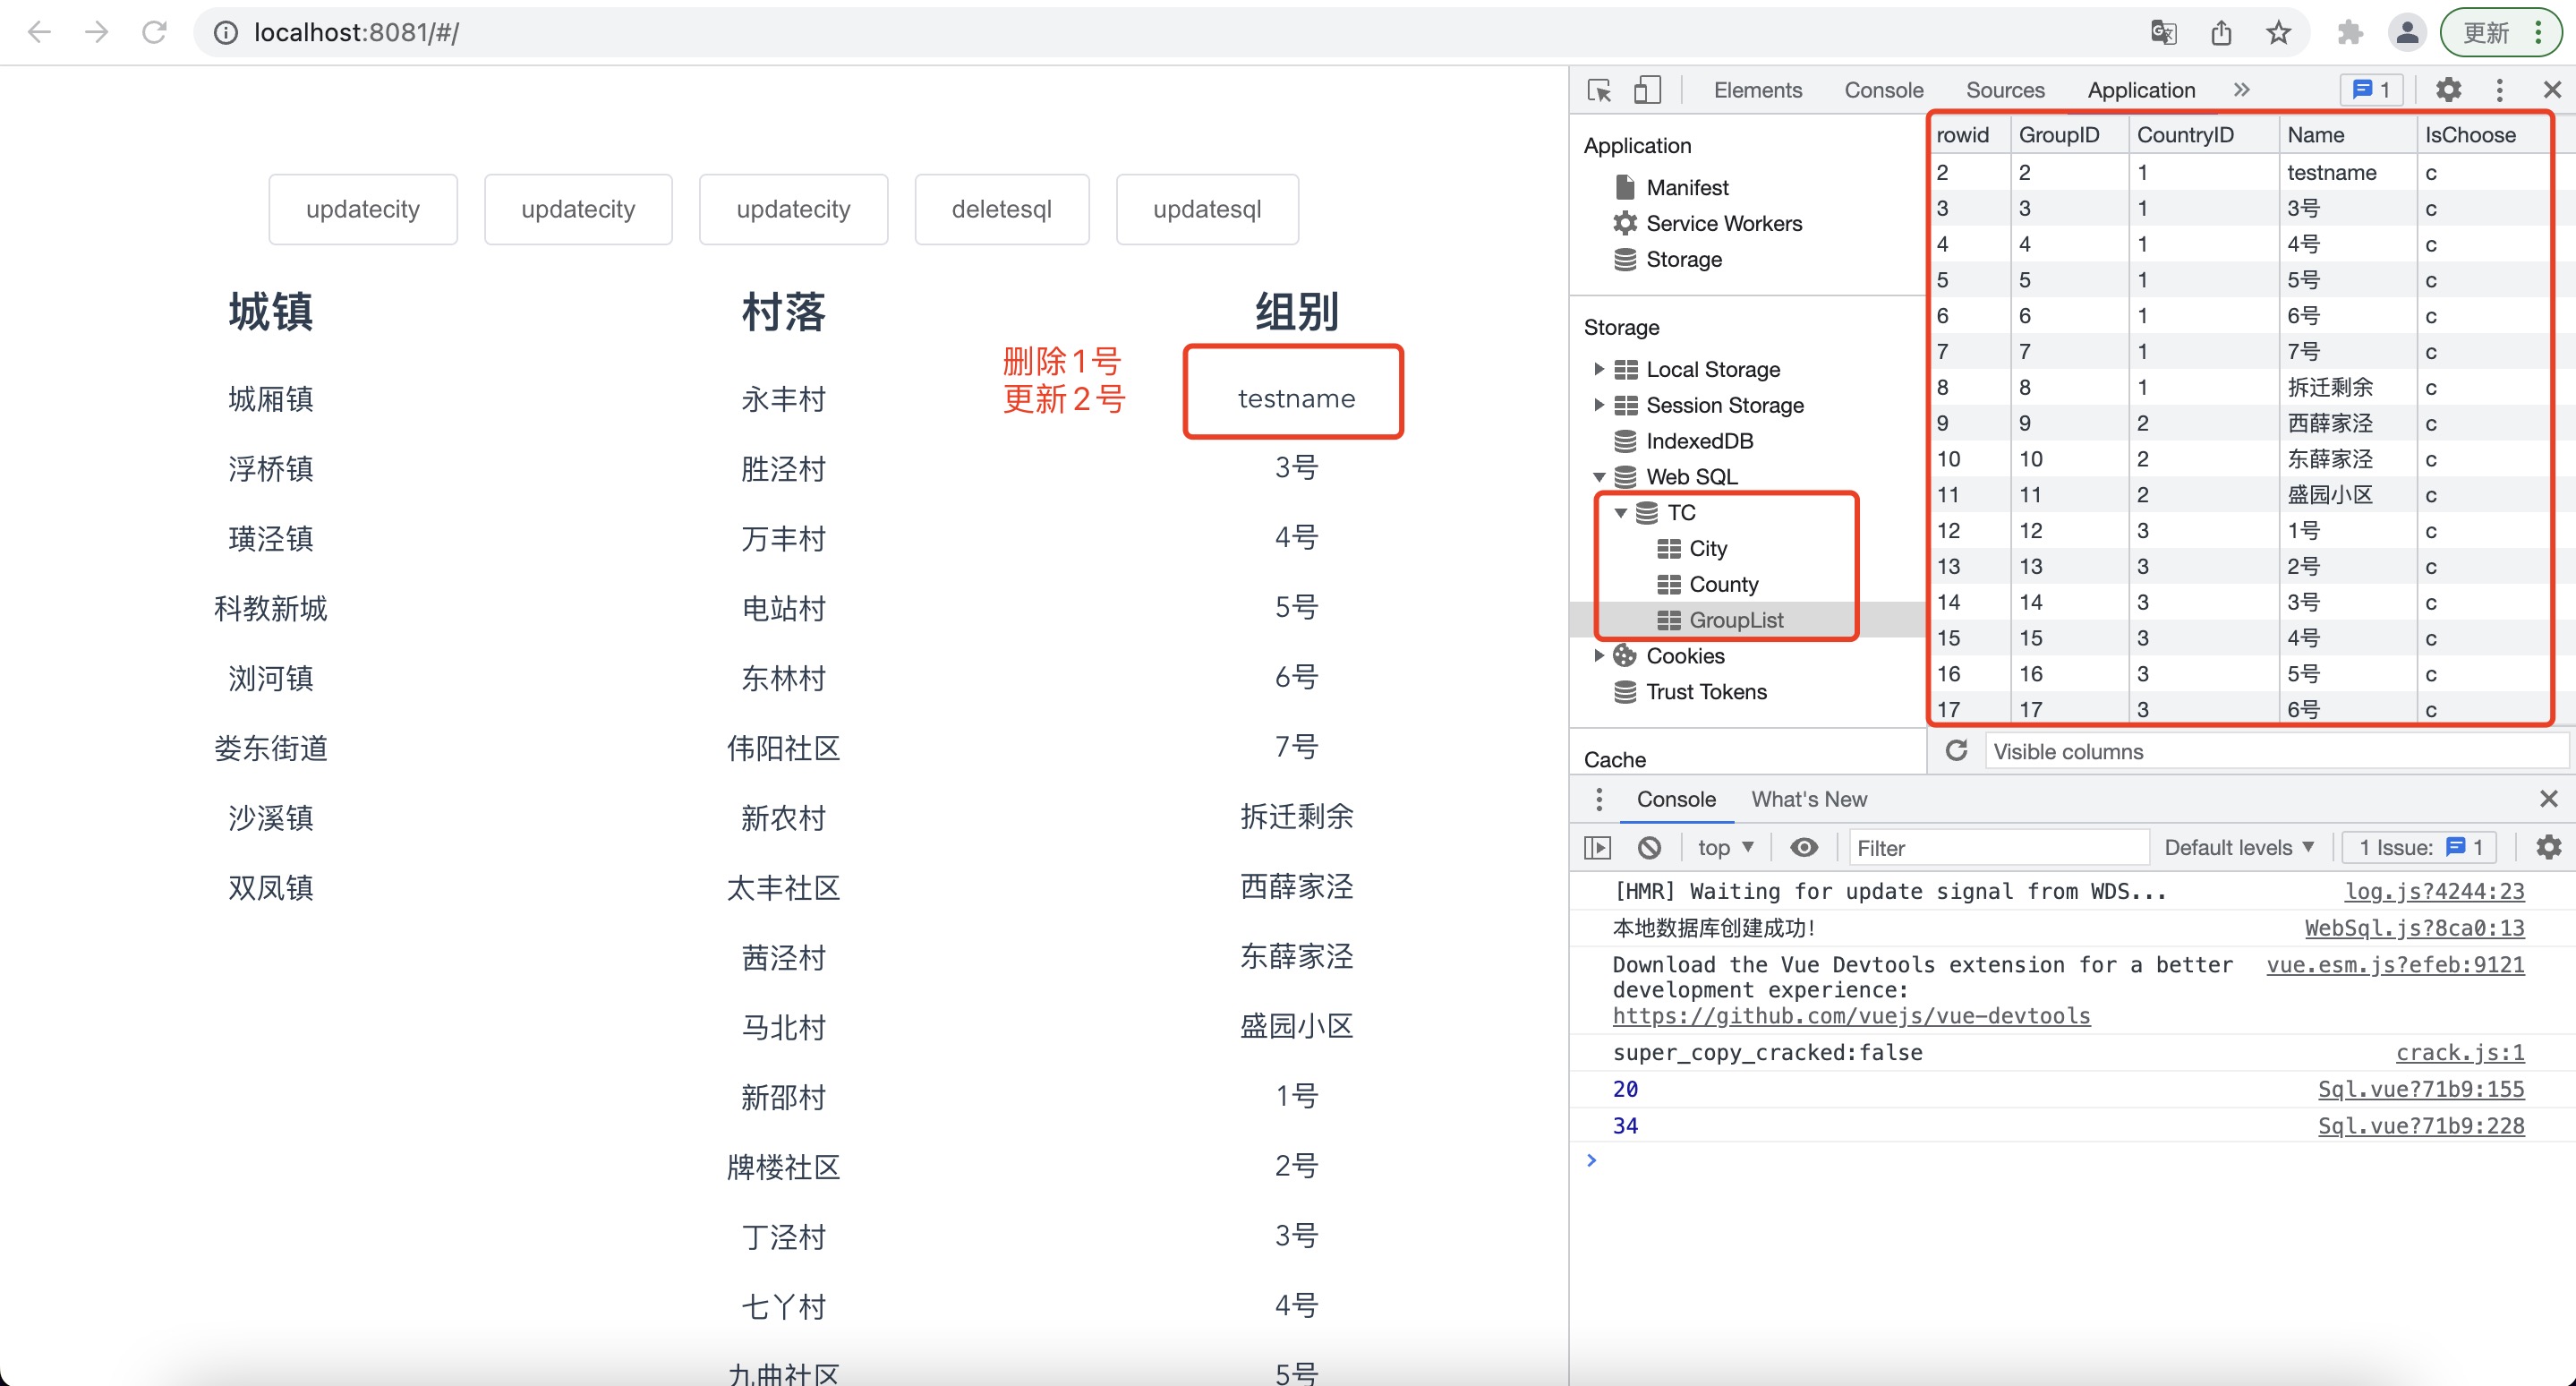 localhost:8081/#/
更新
updatecity updatecity updatecity deletesql updatesql
城镇 村落 组别
删除1号
更新2号
城厢镇 永丰村 testname
浮桥镇 胜泾村 3号
璜泾镇 万丰村 4号
科教新城 电站村 5号
浏河镇 东林村 6号
娄东街道 伟阳社区 7号
沙溪镇 新农村 拆迁剩余
双凤镇 太丰社区 西薛家泾
茜泾村 东薛家泾
马北村 盛园小区
新邵村 1号
牌楼社区 2号
丁泾村 3号
七丫村 4号
九曲社区 5号
Elements Console Sources Application 1
Application
Manifest
Service Workers
Storage
Storage
Local Storage
Session Storage
IndexedDB
Web SQL
TC
City
County
GroupList
Cookies
Trust Tokens
Cache
rowid GroupID CountryID Name IsChoose
2 2 1 testname c
3 3 1 3号 c
4 4 1 4号 c
5 5 1 5号 c
6 6 1 6号 c
7 7 1 7号 c
8 8 1 拆迁剩余 c
9 9 2 西薛家泾 c
10 10 2 东薛家泾 c
11 11 2 盛园小区 c
12 12 3 1号 c
13 13 3 2号 c
14 14 3 3号 c
15 15 3 4号 c
16 16 3 5号 c
17 17 3 6号 c
Visible columns
Console What's New
top Filter Default levels 1 Issue: 1
[HMR] Waiting for update signal from WDS... log.js?4244:23
本地数据库创建成功! WebSql.js?8ca0:13
Download the Vue Devtools extension for a better vue.esm.js?efeb:9121
development experience:
https://github.com/vuejs/vue-devtools
super_copy_cracked:false crack.js:1
20 Sql.vue?71b9:155
34 Sql.vue?71b9:228